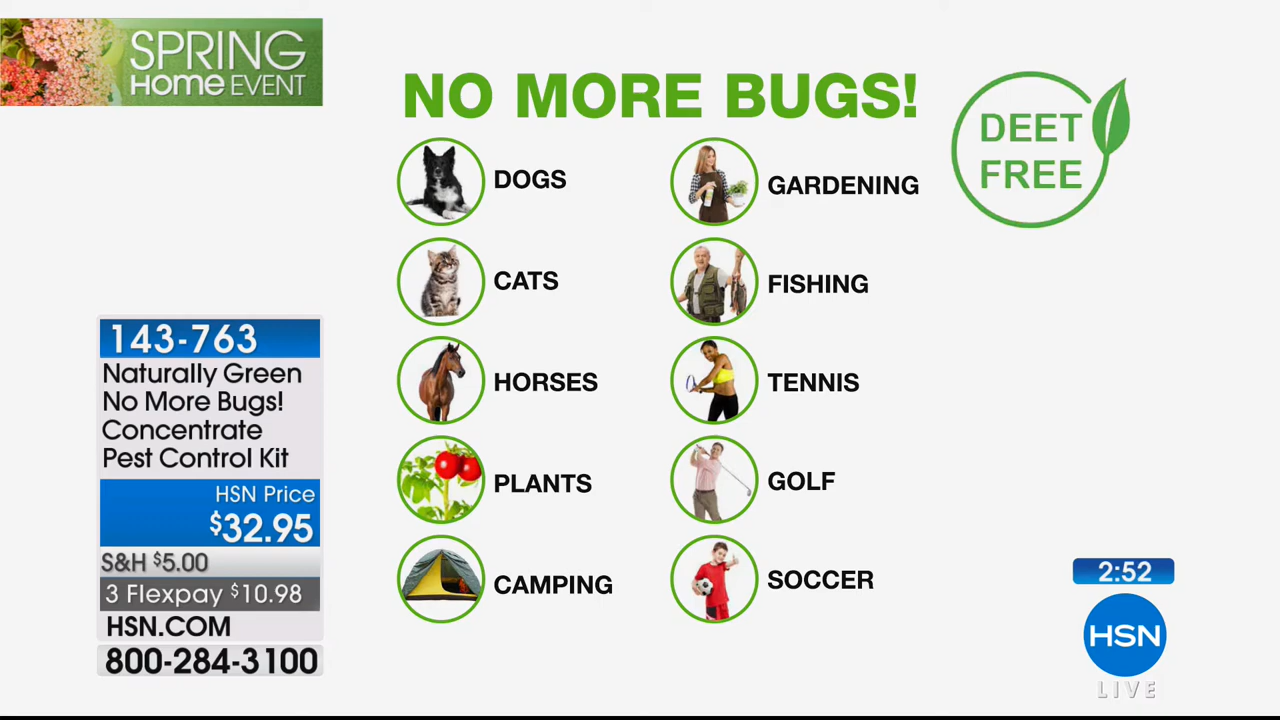 SPRING
Home EVENT
NO MORE BUGS!
DEET
FREE
DOGS
GARDENING
CATS
FISHING
HORSES
TENNIS
PLANTS
GOLF
CAMPING
SOCCER
143-763
Naturally Green
No More Bugs!
Concentrate
Pest Control Kit
HSN Price
$32.95
S&H $5.00
3 Flexpay $10.98
HSN.COM
800-284-3100
2:52
HSN
LIVE